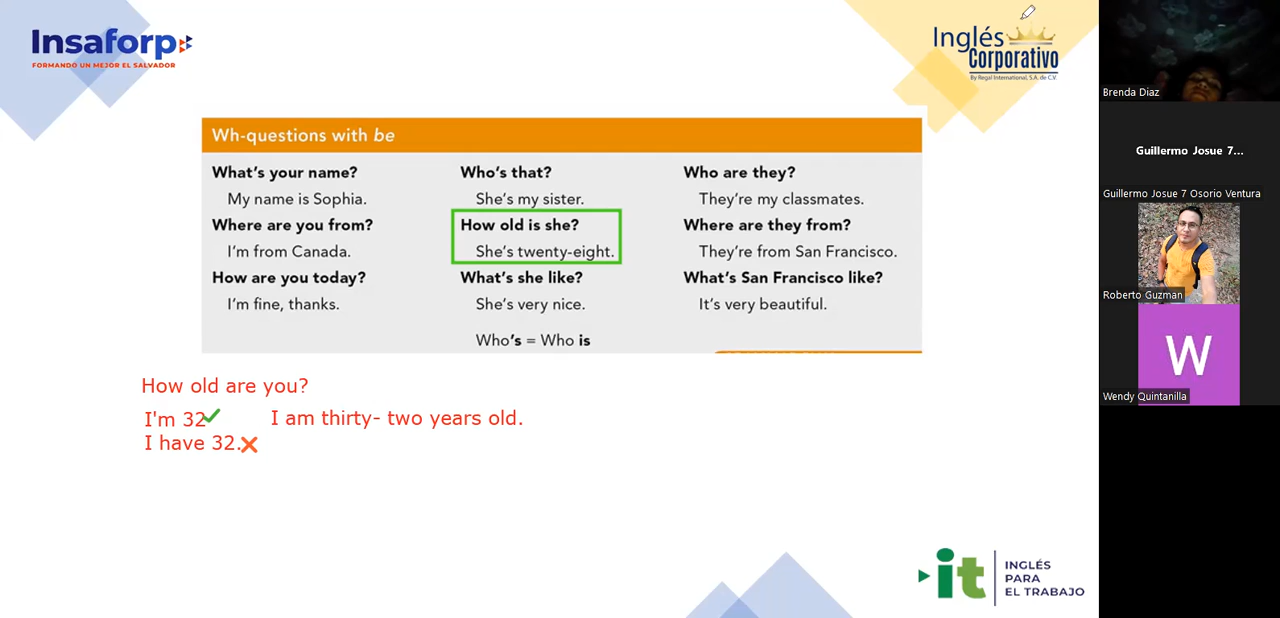 Insaforp
FORMANDO UN MEJOR EL SALVADOR
Inglés
Corporativo
By Regal International, S.A. de C.V.
Wh-questions with be
What's your name?
My name is Sophia.
Where are you from?
I'm from Canada.
How are you today?
I'm fine, thanks.
Who's that?
She's my sister.
How old is she?
She's twenty-eight.
What's she like?
She's very nice.
Who's = Who is
Who are they?
They're my classmates.
Where are they from?
They're from San Francisco.
What's San Francisco like?
It's very beautiful.
How old are you?
I'm 32 I am thirty- two years old.
I have 32.
it
INGLÉS
PARA
EL TRABAJO
Brenda Diaz
Guillermo Josue 7...
Guillermo Josue 7 Osorio Ventura
Roberto Guzman
W
Wendy Quintanilla